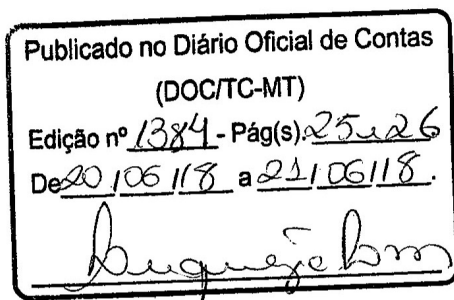 Publicado no Diário Oficial de Contas
(DOC/TC-MT)
Edição nº 1384 - Pág(s). 25 e 26
De 20 / 06 / 18 a 21 / 06 / 18.